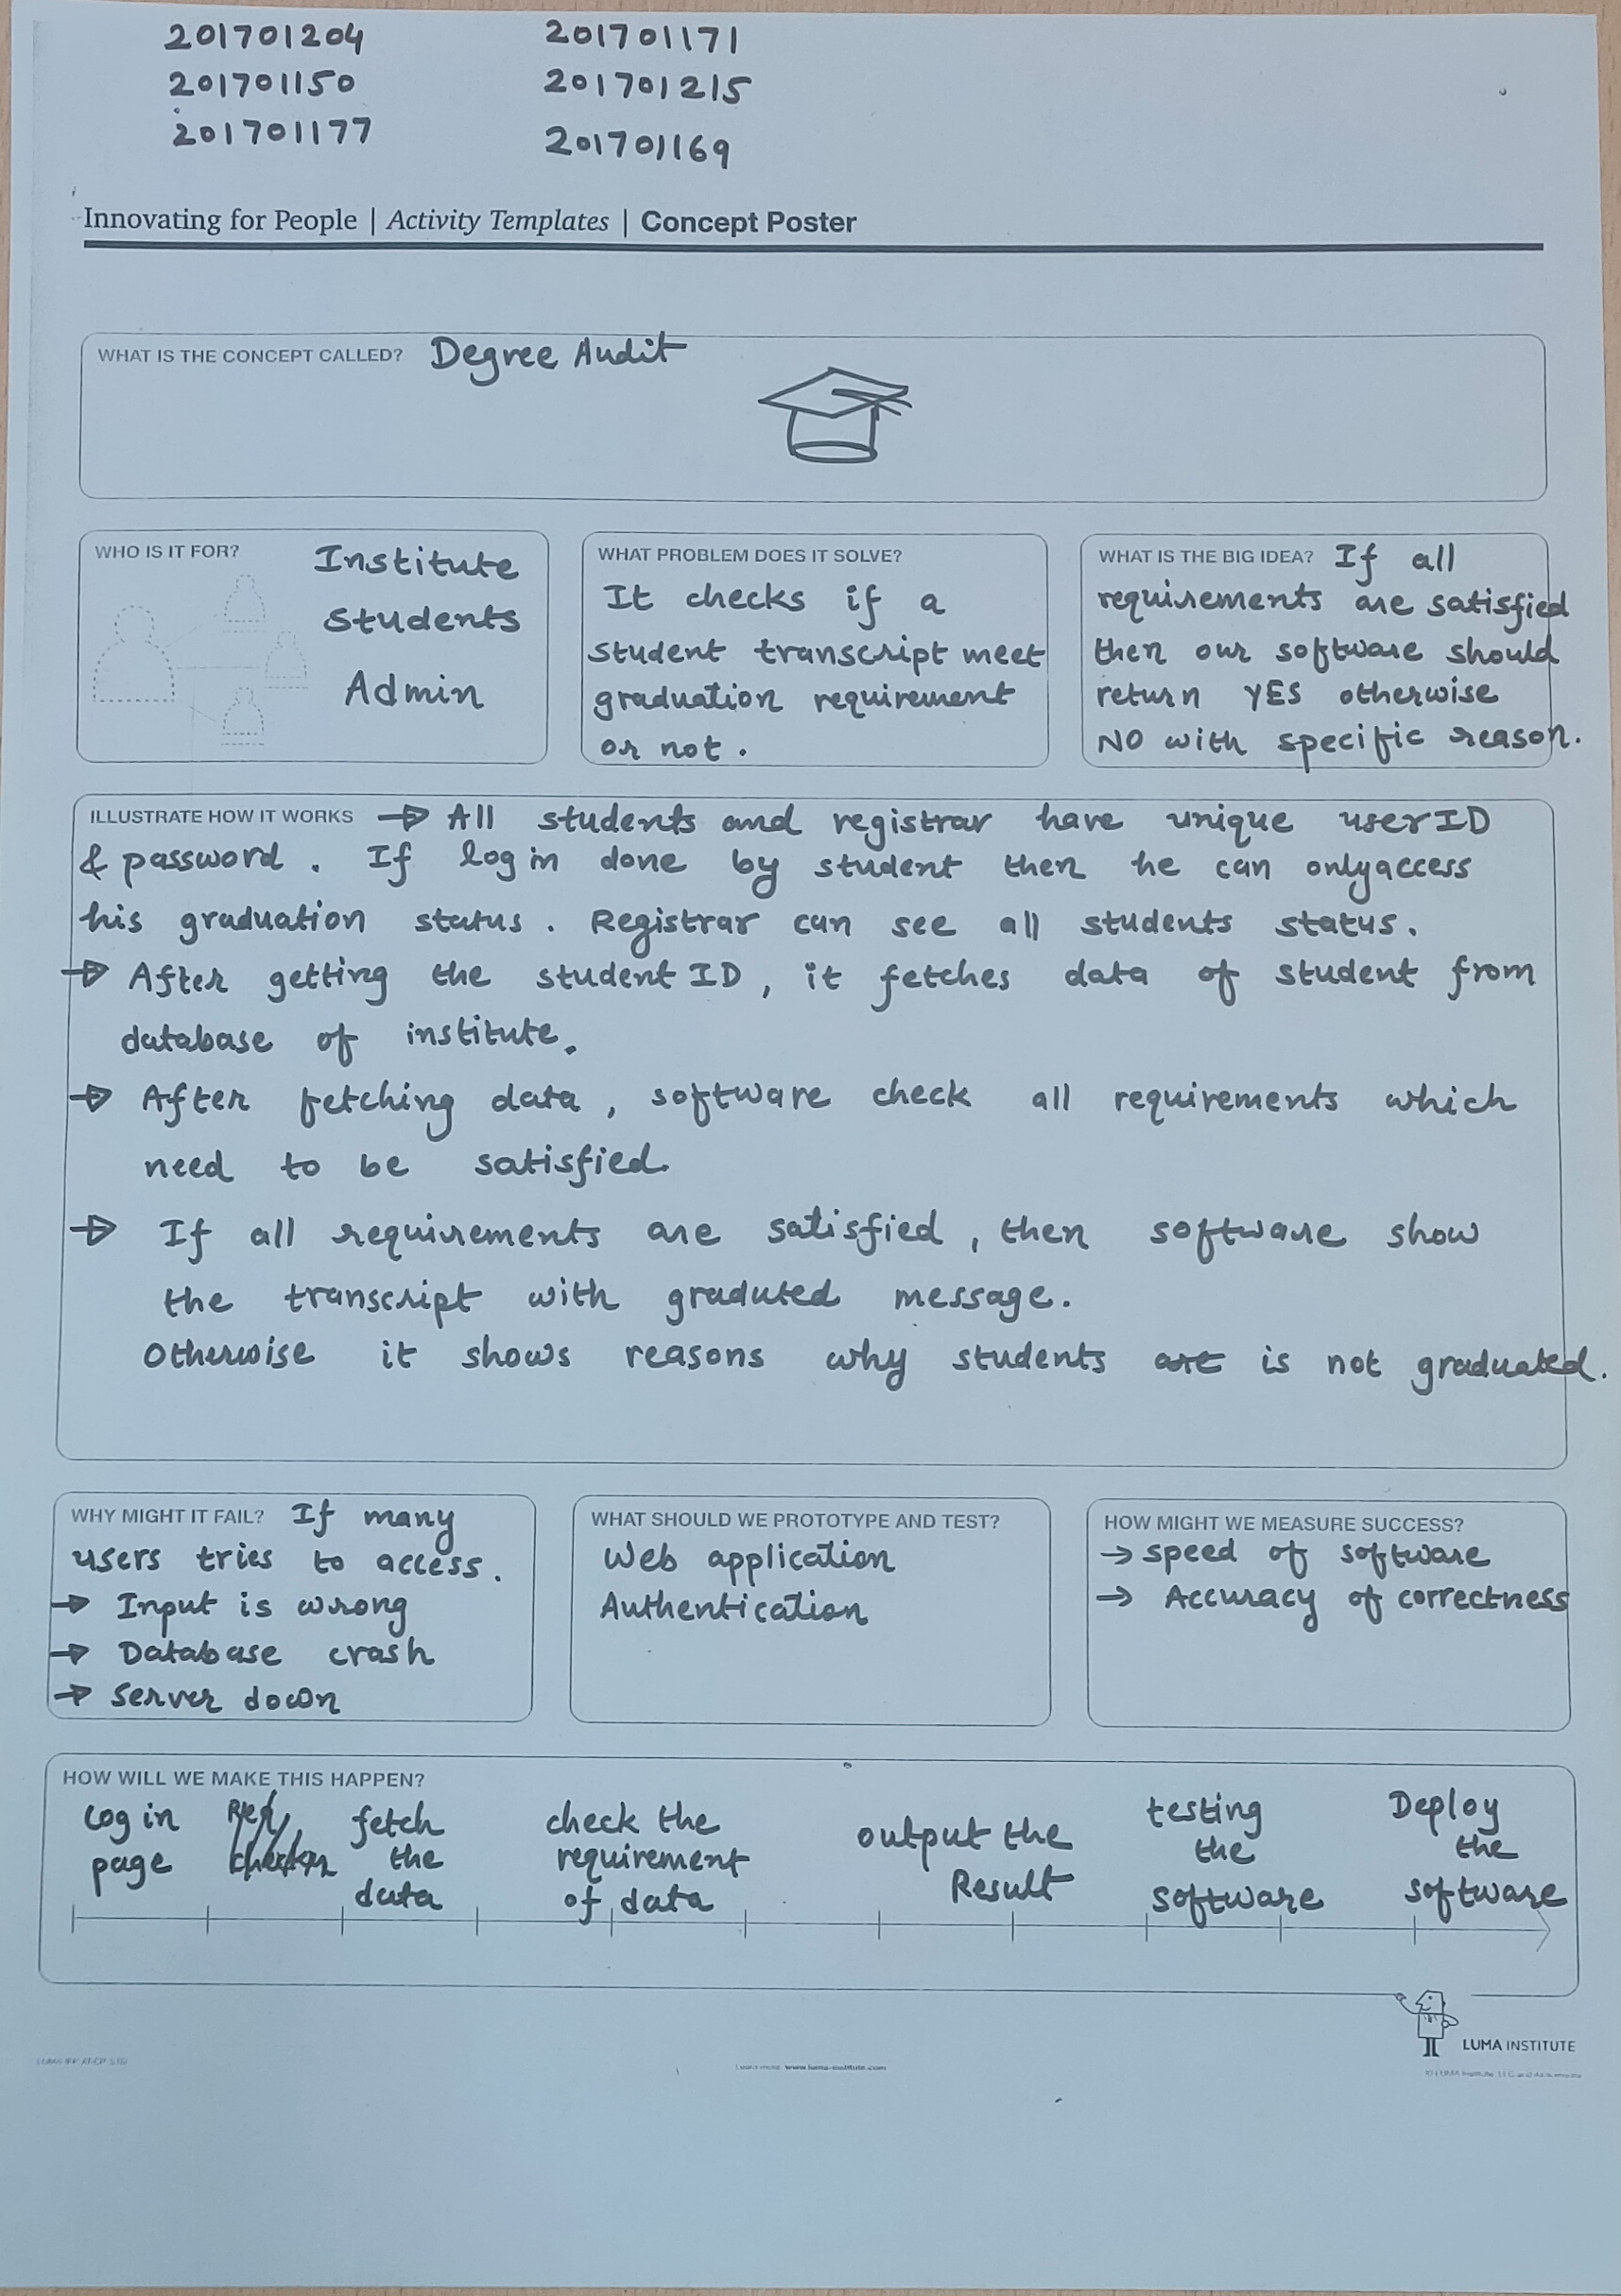 201701204 201701171
201701150 201701215
201701177 201701169
Innovating for People | Activity Templates | Concept Poster
WHAT IS THE CONCEPT CALLED? Degree Audit
WHO IS IT FOR? Institute
Students
Admin
WHAT PROBLEM DOES IT SOLVE?
It checks if a
student transcript meet
graduation requirement
or not.
WHAT IS THE BIG IDEA? If all
requirements are satisfied
then our software should
return YES otherwise
NO with specific reason.
ILLUSTRATE HOW IT WORKS → All students and registrar have unique user ID
& password. If log in done by student then he can only access
his graduation status. Registrar can see all students status.
→ After getting the student ID, it fetches data of student from
database of institute.
→ After fetching data, software check all requirements which
need to be satisfied.
→ If all requirements are satisfied, then software show
the transcript with graduted message.
Otherwise it shows reasons why students are is not graduated.
WHY MIGHT IT FAIL? If many
users tries to access.
→ Input is wrong
→ Database crash
→ Server down
WHAT SHOULD WE PROTOTYPE AND TEST?
Web application
Authentication
HOW MIGHT WE MEASURE SUCCESS?
→ speed of software
→ Accuracy of correctness
HOW WILL WE MAKE THIS HAPPEN?
Log in
page
fetch
the
data
check the
requirement
of data
output the
Result
testing
the
software
Deploy
the
software
LUMA INSTITUTE
www.luma-institute.com